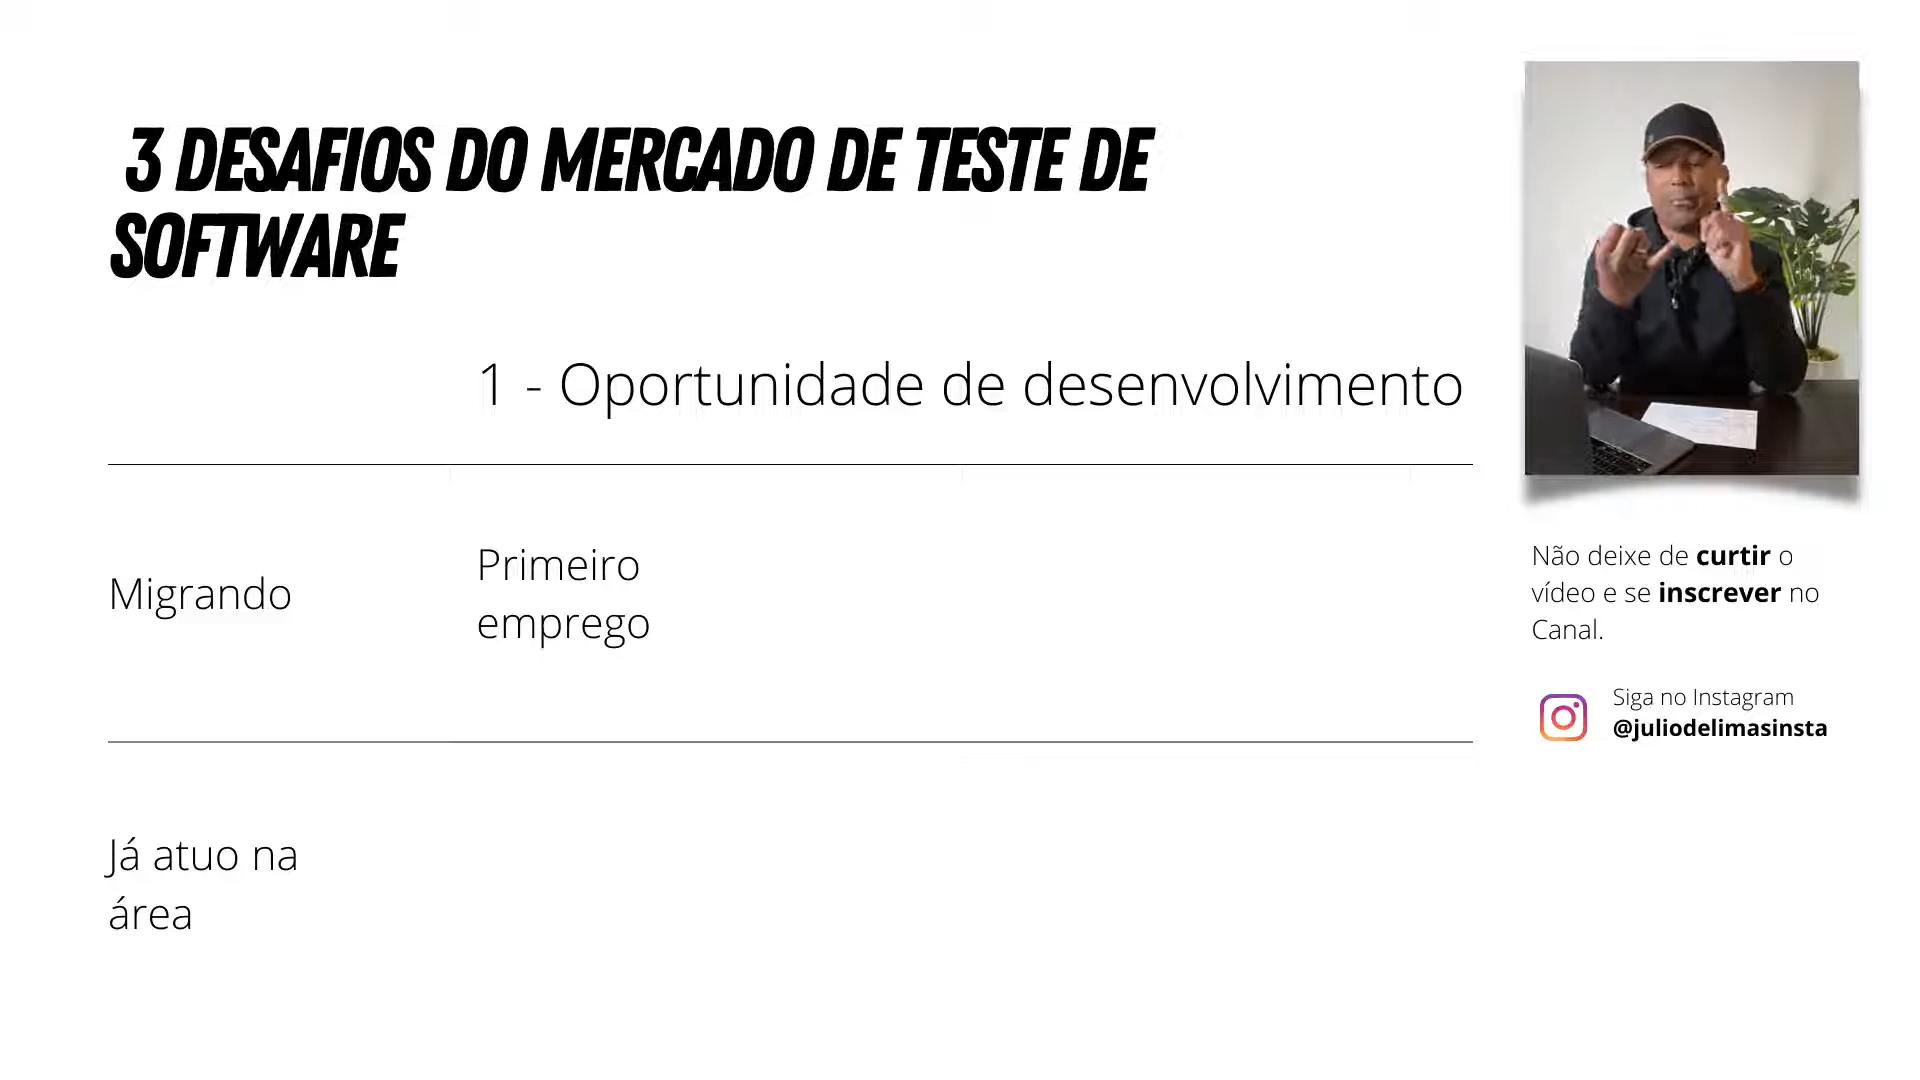 3 DESAFIOS DO MERCADO DE TESTE DE
SOFTWARE
1 - Oportunidade de desenvolvimento
Migrando
Primeiro
emprego
Já atuo na
área
Não deixe de curtir o
vídeo e se inscrever no
Canal.
Siga no Instagram
@juliodelimasinsta